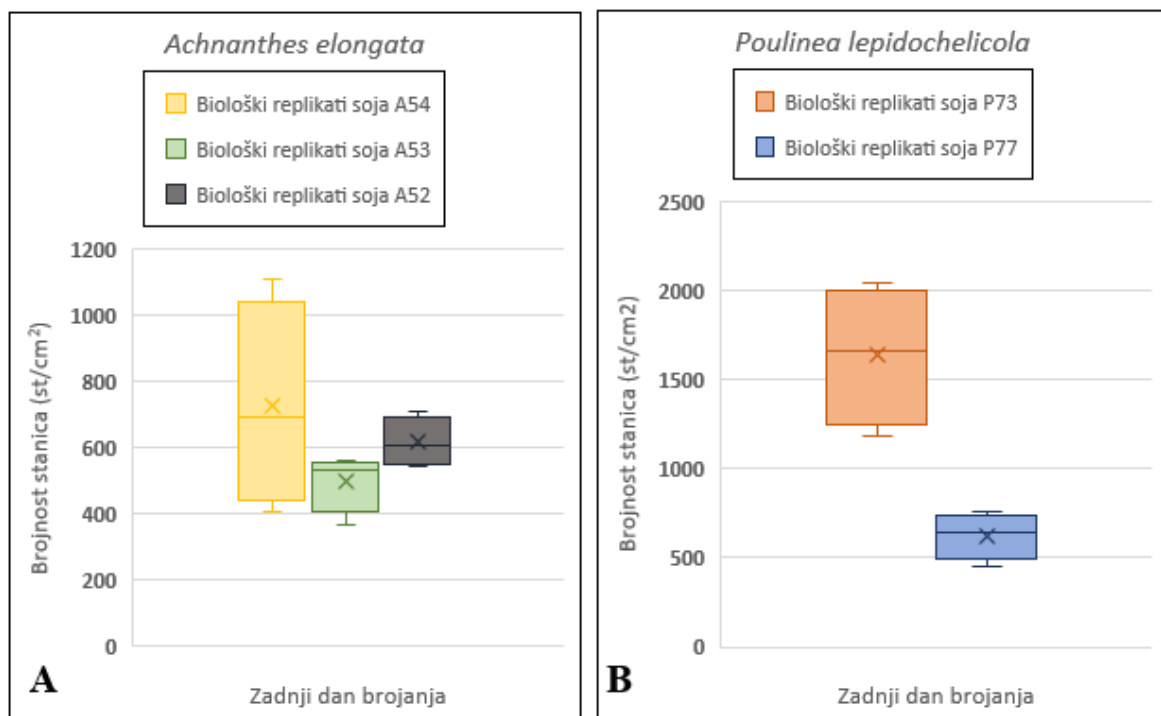 Achnanthes elongata
Biološki replikati soja A54
Biološki replikati soja A53
Biološki replikati soja A52
Brojnost stanica (st/cm²)
1200
1000
800
600
400
200
0
Zadnji dan brojanja
A
Poulinea lepidochelicola
Biološki replikati soja P73
Biološki replikati soja P77
Brojnost stanica (st/cm2)
2500
2000
1500
1000
500
0
Zadnji dan brojanja
B